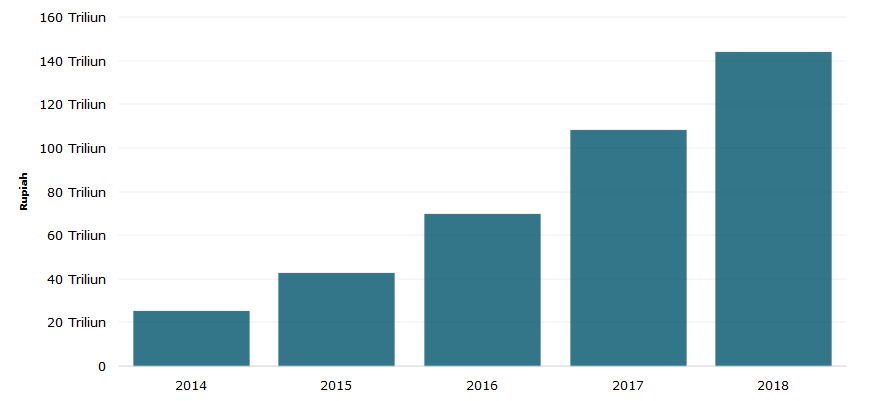 160 Triliun
140 Triliun
120 Triliun
100 Triliun
80 Triliun
60 Triliun
40 Triliun
20 Triliun
0
Rupiah
2014 2015 2016 2017 2018